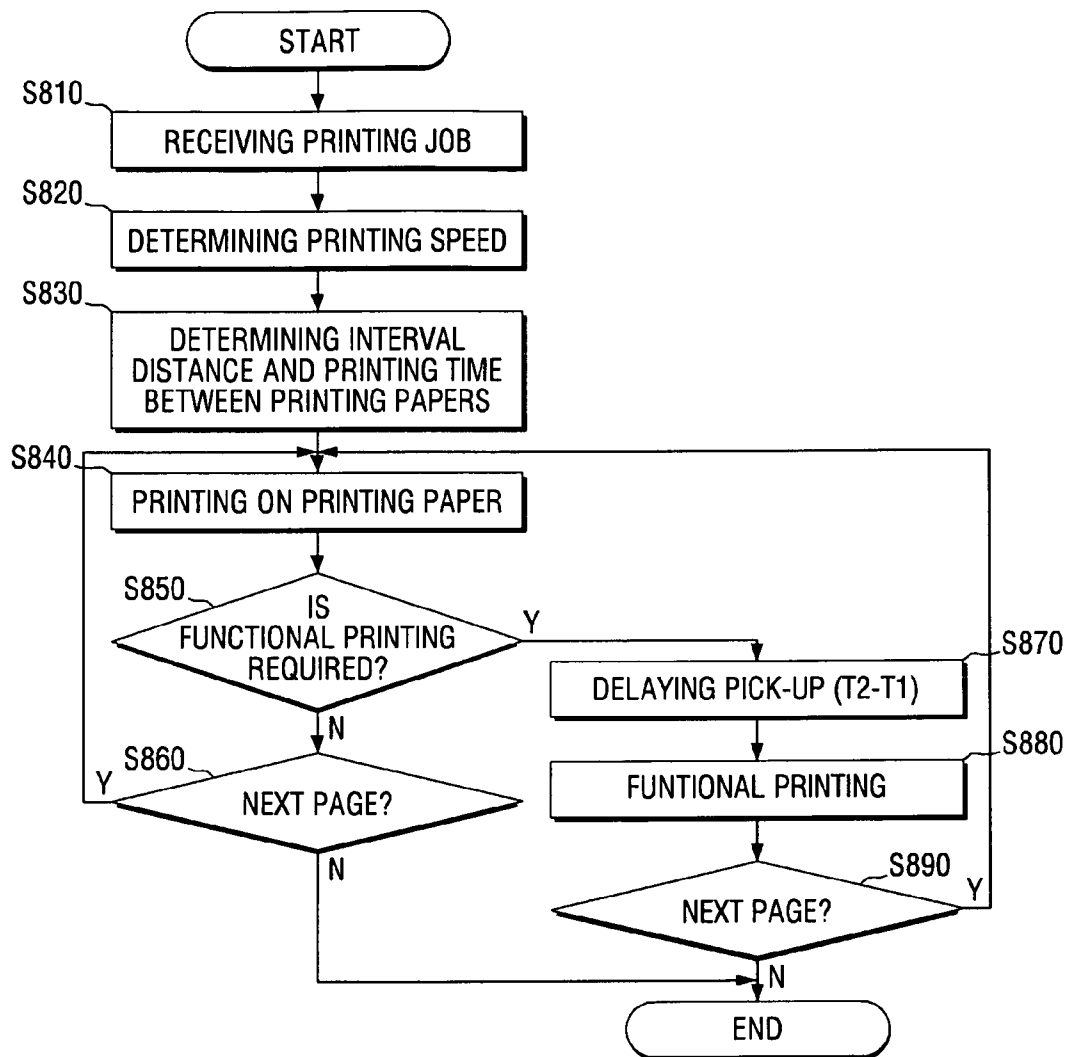 START
S810
RECEIVING PRINTING JOB
S820
DETERMINING PRINTING SPEED
S830
DETERMINING INTERVAL
DISTANCE AND PRINTING TIME
BETWEEN PRINTING PAPERS
S840
PRINTING ON PRINTING PAPER
S850
IS
FUNCTIONAL PRINTING
REQUIRED?
Y
N
S870
DELAYING PICK-UP (T2-T1)
S860
Y
NEXT PAGE?
N
S880
FUNTIONAL PRINTING
S890
NEXT PAGE?
Y
N
END